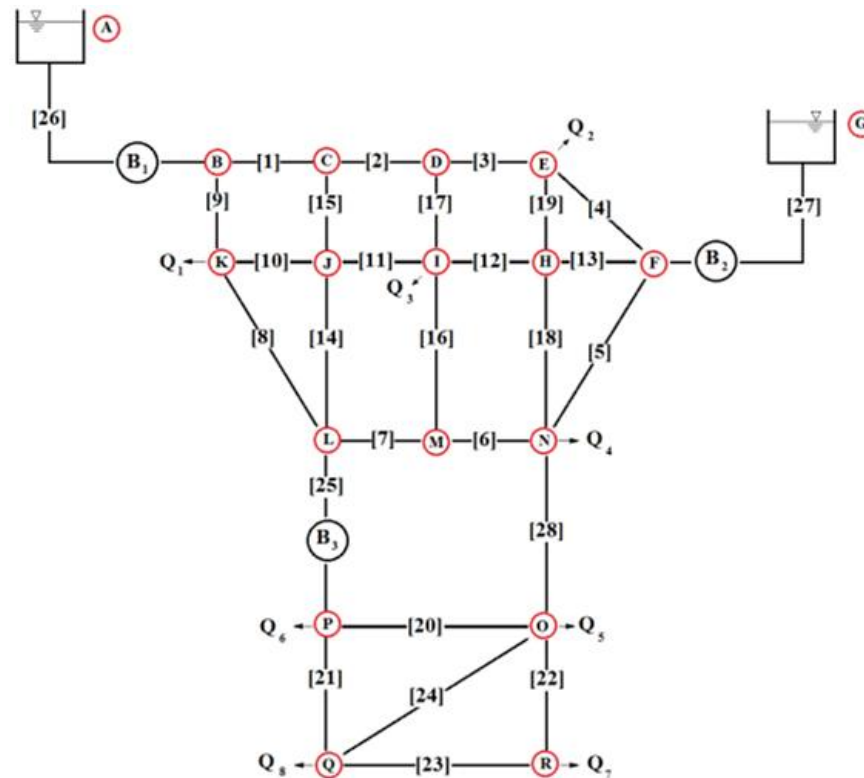 A
[26]
G
Q2
B1
B
[1]
C
[2]
D
[3]
E
[27]
[9]
[15]
[17]
[19]
[4]
Q1
K
[10]
J
[11]
I
[12]
H
[13]
F
B2
Q3
[8]
[14]
[16]
[18]
[5]
L
[7]
M
[6]
N
Q4
[25]
B3
[28]
Q6
P
[20]
O
Q5
[21]
[24]
[22]
Q8
Q
[23]
R
Q7